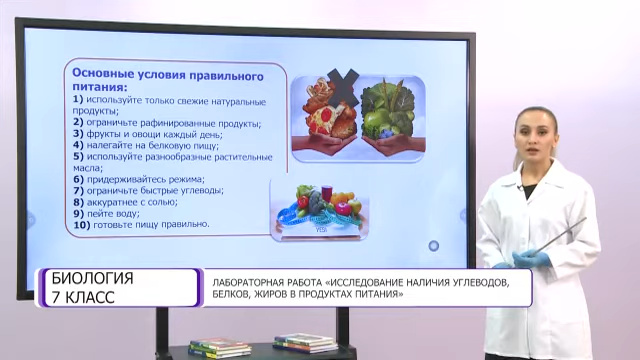 Основные условия правильного
питания:
1) используйте только свежие натуральные
продукты;
2) ограничьте рафинированные продукты;
3) фрукты и овощи каждый день;
4) налегайте на белковую пищу;
5) используйте разнообразные растительные
масла;
6) придерживайтесь режима;
7) ограничьте быстрые углеводы;
8) аккуратнее с солью;
9) пейте воду;
10) готовьте пищу правильно.
БИОЛОГИЯ
7 КЛАСС
ЛАБОРАТОРНАЯ РАБОТА «ИССЛЕДОВАНИЕ НАЛИЧИЯ УГЛЕВОДОВ,
БЕЛКОВ, ЖИРОВ В ПРОДУКТАХ ПИТАНИЯ»